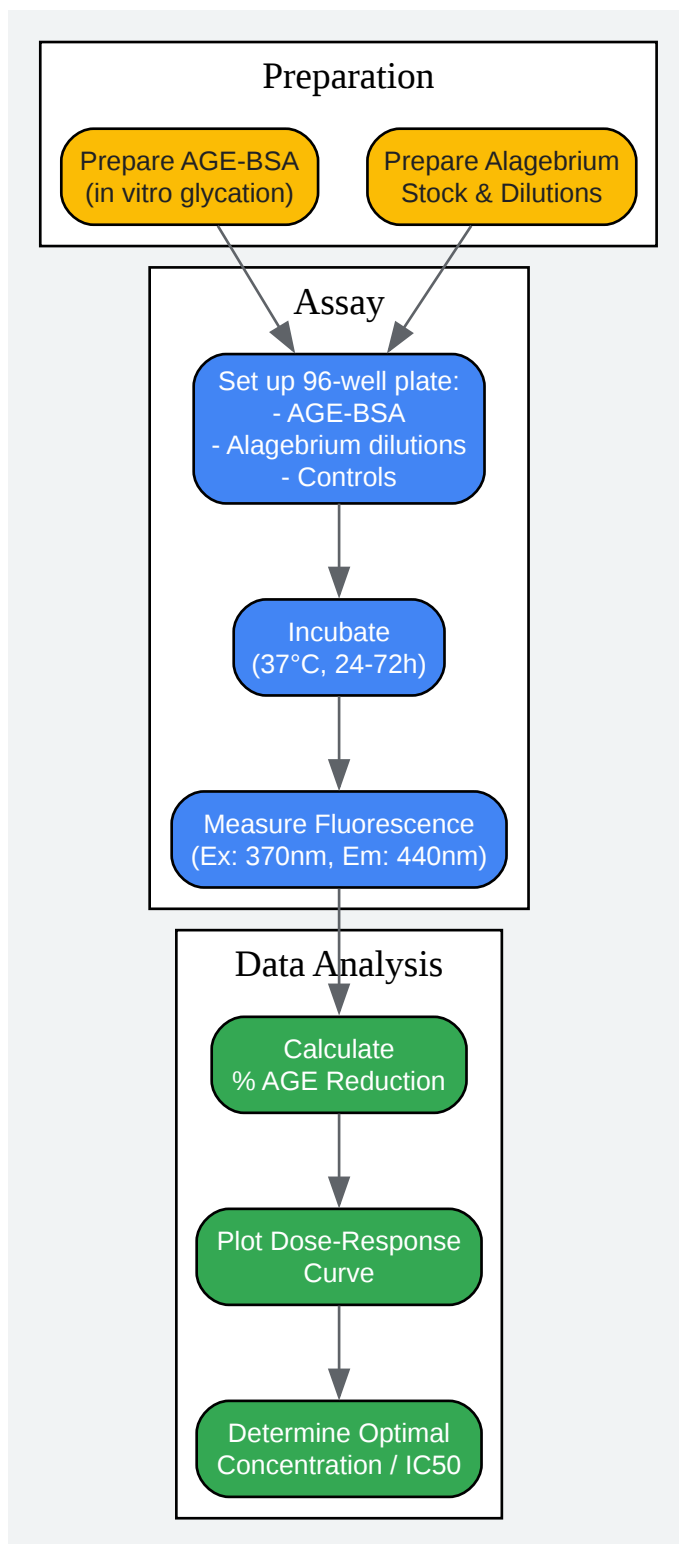 Preparation
Prepare AGE-BSA
(in vitro glycation)
Prepare Alagebrium
Stock & Dilutions
Assay
Set up 96-well plate:
- AGE-BSA
- Alagebrium dilutions
- Controls
Incubate
(37°C, 24-72h)
Measure Fluorescence
(Ex: 370nm, Em: 440nm)
Data Analysis
Calculate
% AGE Reduction
Plot Dose-Response
Curve
Determine Optimal
Concentration / IC50